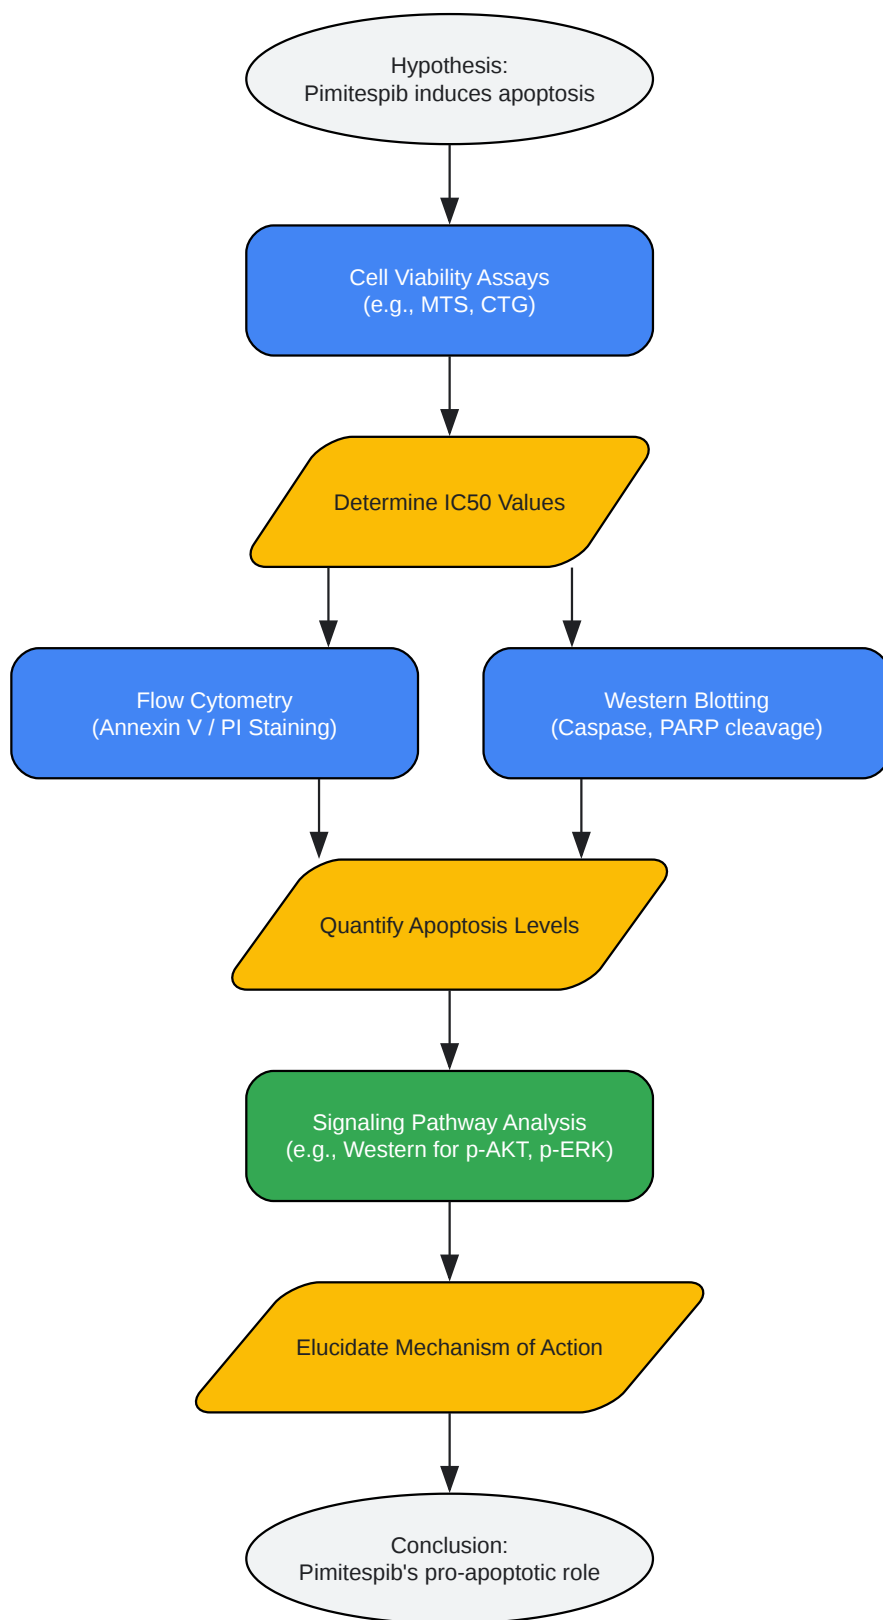 Hypothesis:
Pimitespib induces apoptosis
Cell Viability Assays
(e.g., MTS, CTG)
Determine IC50 Values
Flow Cytometry
(Annexin V / PI Staining)
Western Blotting
(Caspase, PARP cleavage)
Quantify Apoptosis Levels
Signaling Pathway Analysis
(e.g., Western for p-AKT, p-ERK)
Elucidate Mechanism of Action
Conclusion:
Pimitespib's pro-apoptotic role